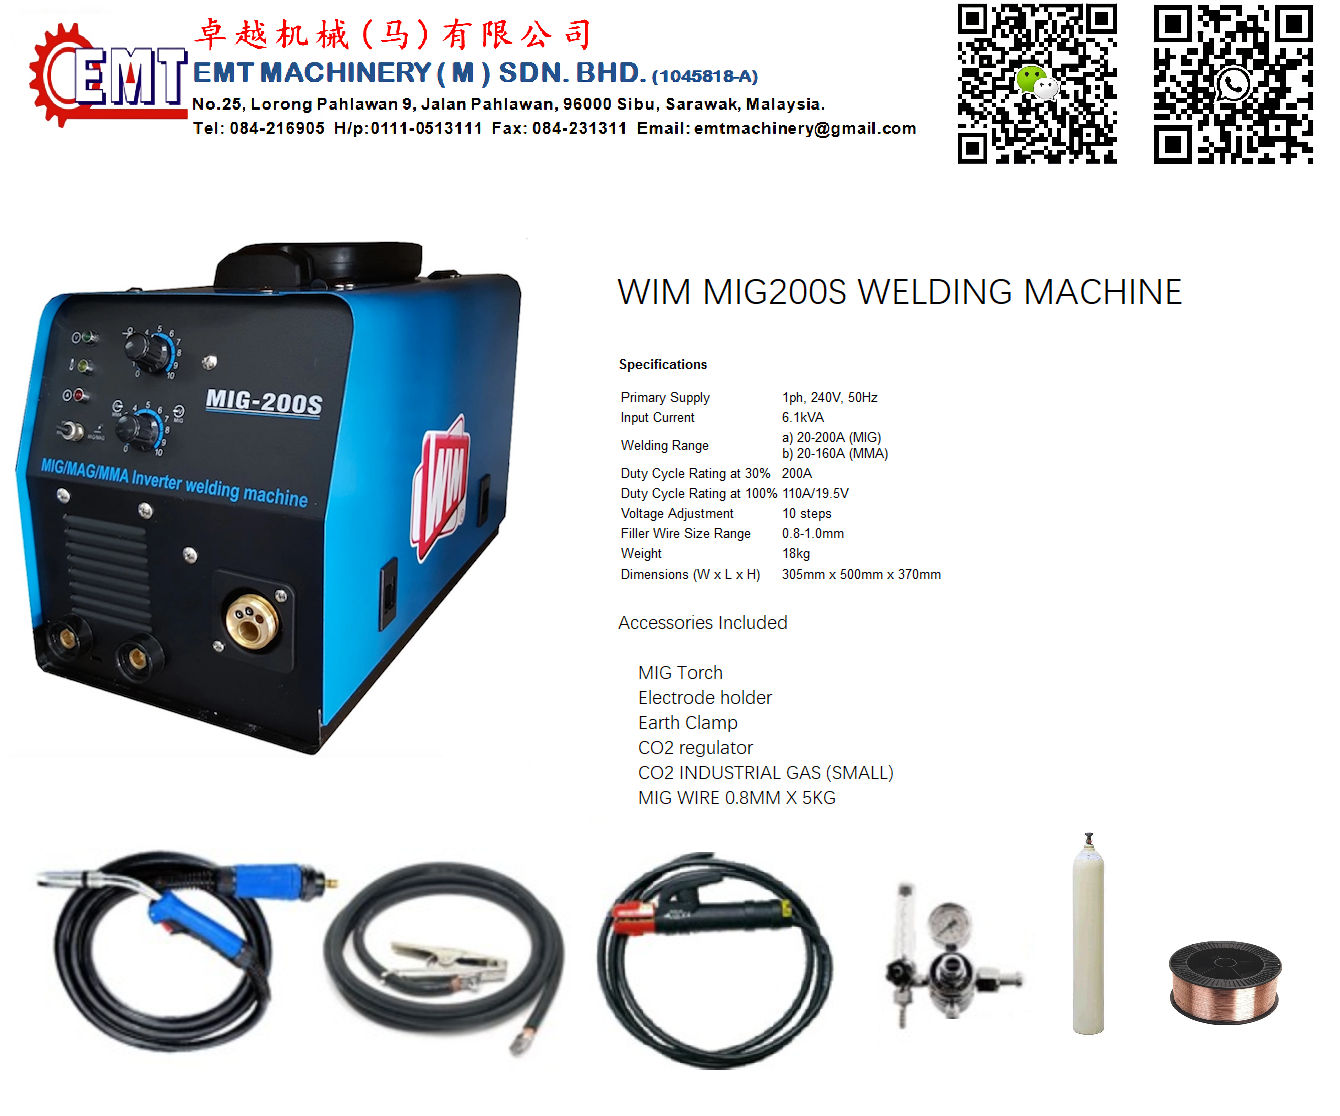 卓越机械(马)有限公司
EMT
EMT MACHINERY ( M ) SDN. BHD. (1045818-A)
No.25, Lorong Pahlawan 9, Jalan Pahlawan, 96000 Sibu, Sarawak, Malaysia.
Tel: 084-216905 H/p:0111-0513111 Fax: 084-231311 Email: emtmachinery@gmail.com
WIM MIG200S WELDING MACHINE
Specifications
Primary Supply 1ph, 240V, 50Hz
Input Current 6.1kVA
Welding Range a) 20-200A (MIG)
b) 20-160A (MMA)
Duty Cycle Rating at 30% 200A
Duty Cycle Rating at 100% 110A/19.5V
Voltage Adjustment 10 steps
Filler Wire Size Range 0.8-1.0mm
Weight 18kg
Dimensions (W x L x H) 305mm x 500mm x 370mm
Accessories Included
MIG Torch
Electrode holder
Earth Clamp
CO2 regulator
CO2 INDUSTRIAL GAS (SMALL)
MIG WIRE 0.8MM X 5KG
MIG-200S
MIG/MAG/MMA Inverter welding machine
WIM